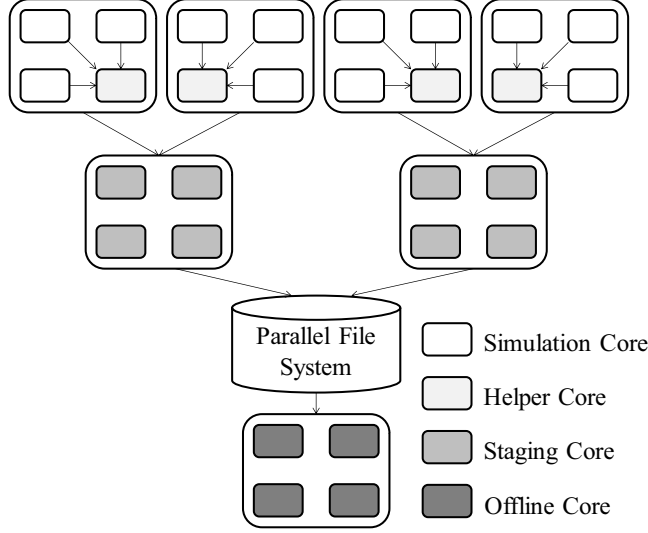 Parallel File
System
Simulation Core
Helper Core
Staging Core
Offline Core